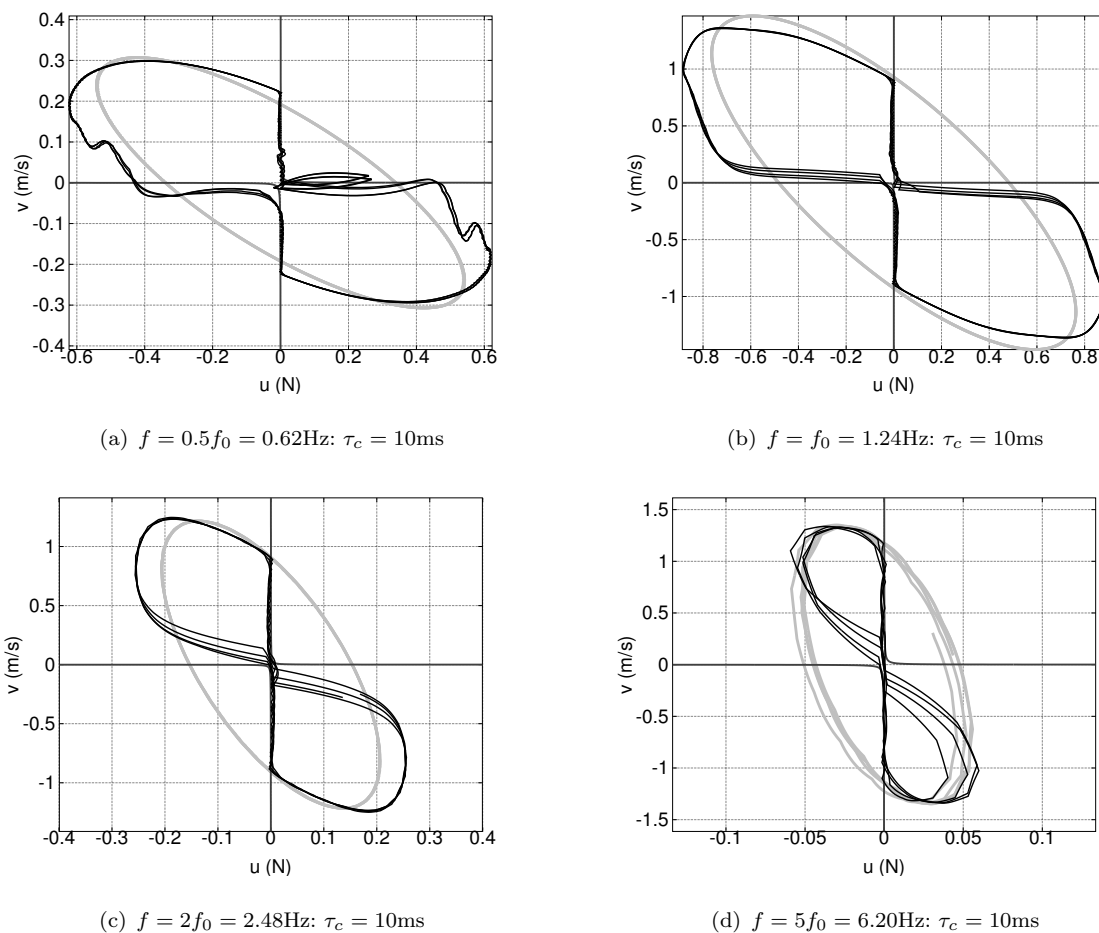 0.4
0.3
0.2
0.1
0
-0.1
-0.2
-0.3
-0.4
v (m/s)
-0.6 -0.4 -0.2 0 0.2 0.4 0.6
u (N)
(a) f = 0.5f₀ = 0.62Hz: τ_c = 10ms
1
0.5
0
-0.5
-1
v (m/s)
-0.8 -0.6 -0.4 -0.2 0 0.2 0.4 0.6 0.8
u (N)
(b) f = f₀ = 1.24Hz: τ_c = 10ms
1
0.5
0
-0.5
-1
v (m/s)
-0.4 -0.3 -0.2 -0.1 0 0.1 0.2 0.3 0.4
u (N)
(c) f = 2f₀ = 2.48Hz: τ_c = 10ms
1.5
1
0.5
0
-0.5
-1
-1.5
v (m/s)
-0.1 -0.05 0 0.05 0.1
u (N)
(d) f = 5f₀ = 6.20Hz: τ_c = 10ms